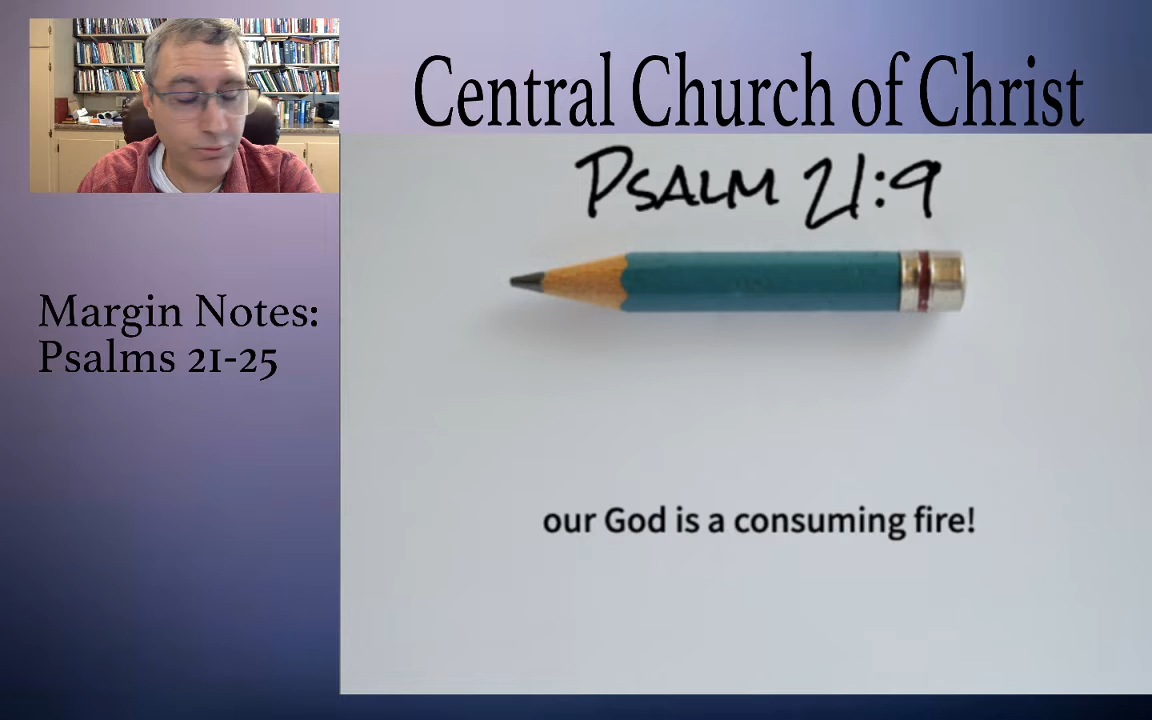 Central Church of Christ
Psalm 21:9
Margin Notes:
Psalms 21-25
our God is a consuming fire!